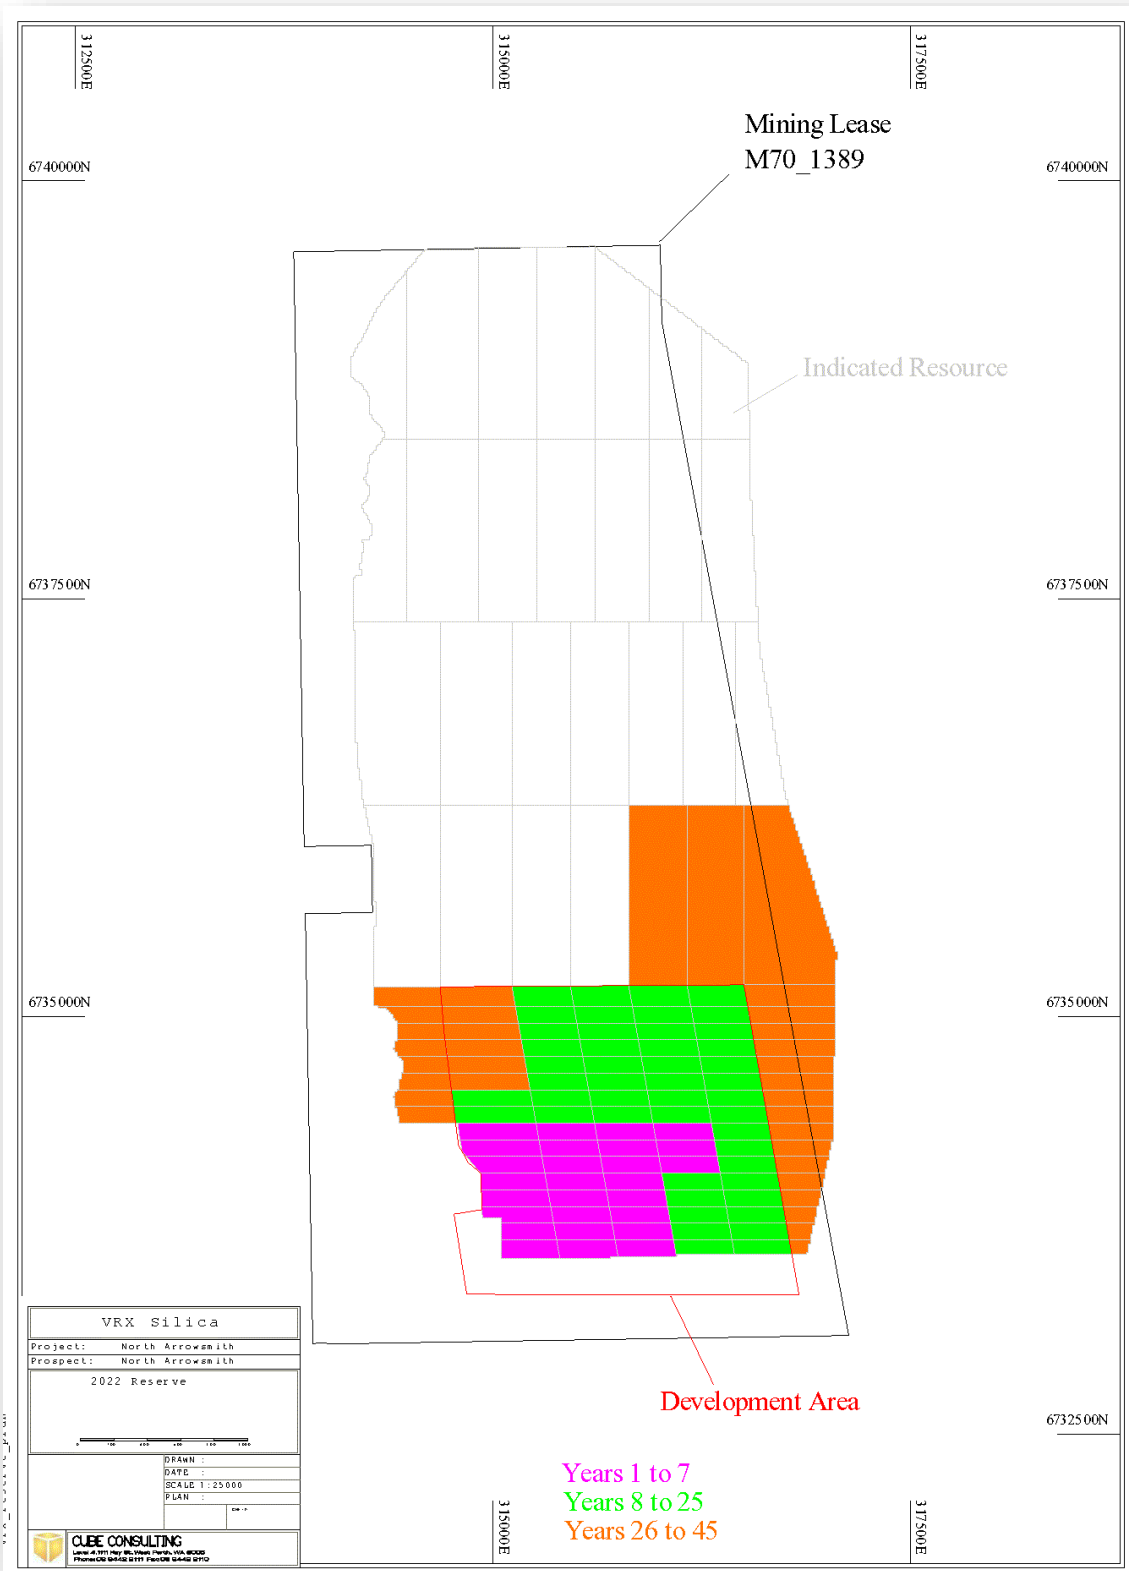 312500E
315000E
317500E
Mining Lease
M70_1389
6740000N
6740000N
Indicated Resource
6737500N
6737500N
6735000N
6735000N
VRX Silica
Project: North Arrowsmith
Prospect: North Arrowsmith
2022 Reserve
Development Area
6732500N
DRAWN :
DATE :
SCALE 1:25000
PLAN :
Years 1 to 7
Years 8 to 25
Years 26 to 45
315000E
317500E
CUBE CONSULTING